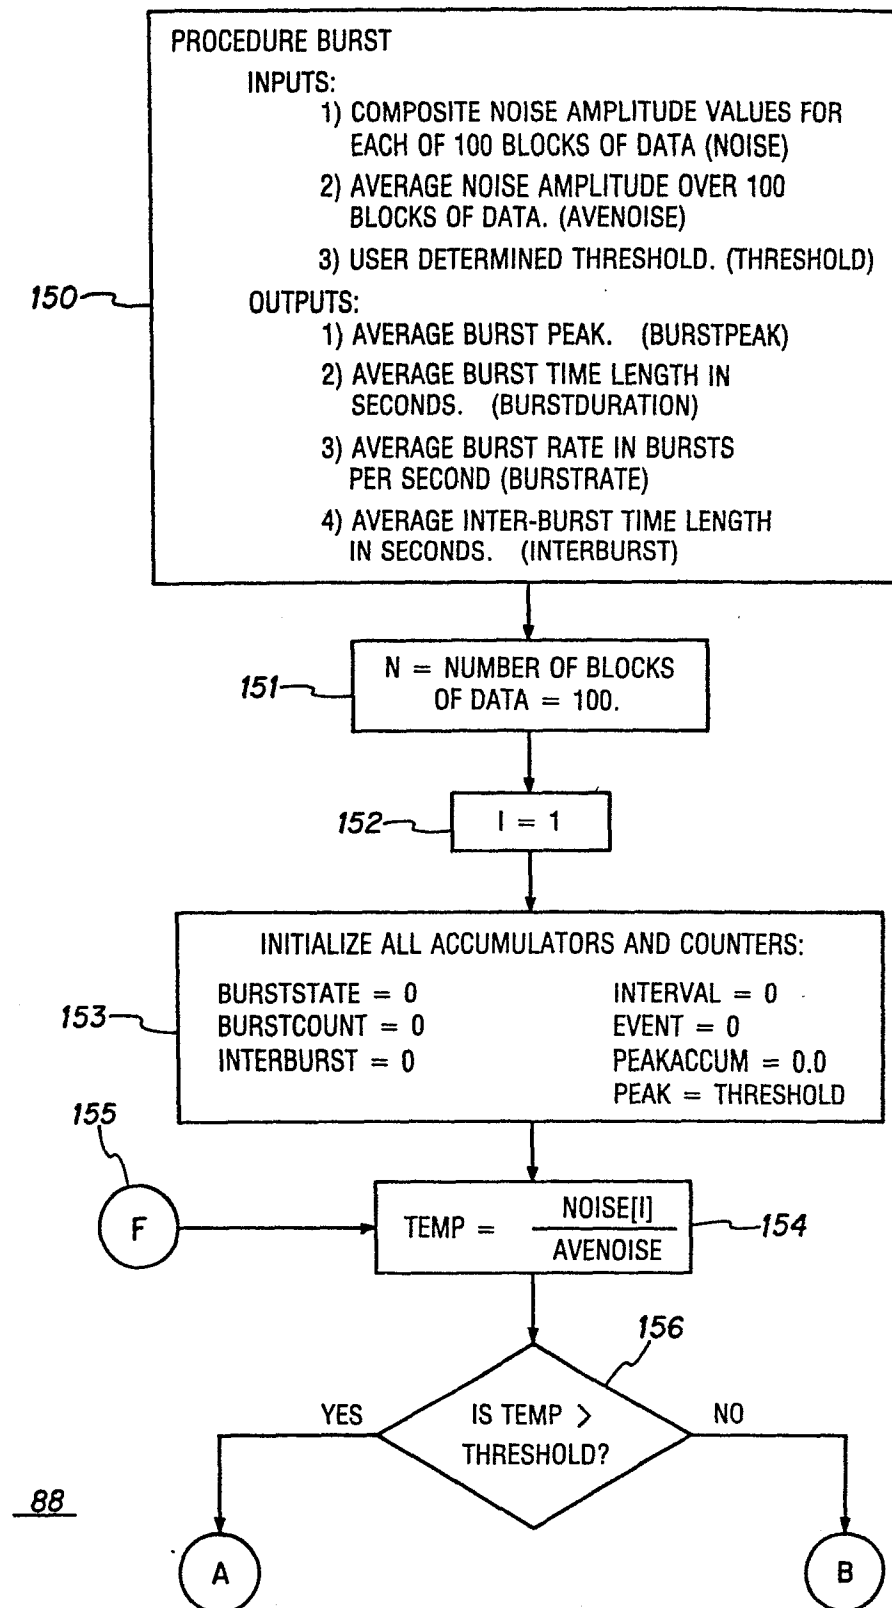 PROCEDURE BURST
INPUTS:
1) COMPOSITE NOISE AMPLITUDE VALUES FOR
EACH OF 100 BLOCKS OF DATA (NOISE)
2) AVERAGE NOISE AMPLITUDE OVER 100
BLOCKS OF DATA. (AVENOISE)
3) USER DETERMINED THRESHOLD. (THRESHOLD)
150
OUTPUTS:
1) AVERAGE BURST PEAK. (BURSTPEAK)
2) AVERAGE BURST TIME LENGTH IN
SECONDS. (BURSTDURATION)
3) AVERAGE BURST RATE IN BURSTS
PER SECOND (BURSTRATE)
4) AVERAGE INTER-BURST TIME LENGTH
IN SECONDS. (INTERBURST)
151
N = NUMBER OF BLOCKS
OF DATA = 100.
152
I = 1
153
INITIALIZE ALL ACCUMULATORS AND COUNTERS:
BURSTSTATE = 0
BURSTCOUNT = 0
INTERBURST = 0
INTERVAL = 0
EVENT = 0
PEAKACCUM = 0.0
PEAK = THRESHOLD
155
F
TEMP = NOISE[I]
AVENOISE
154
156
IS TEMP >
THRESHOLD?
YES
NO
88
A
B